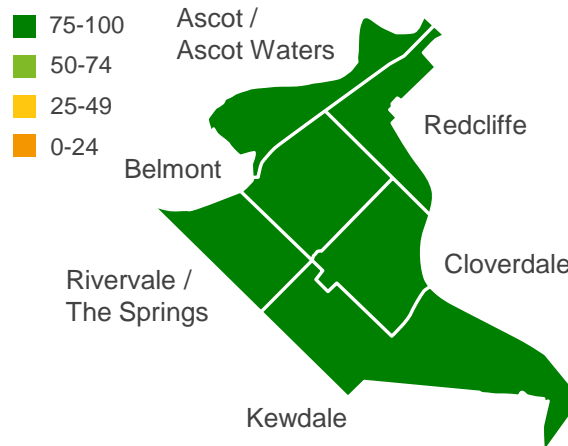 75-100
50-74
25-49
0-24
Ascot /
Ascot Waters
Redcliffe
Belmont
Cloverdale
Rivervale /
The Springs
Kewdale